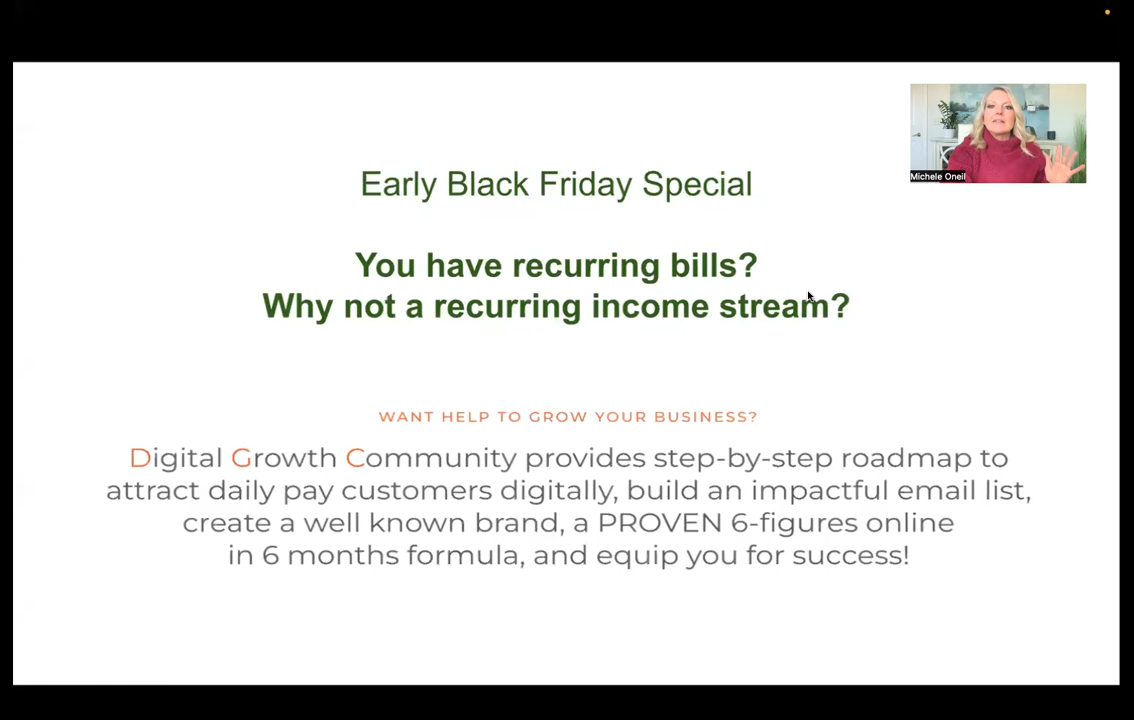 Michele Oneil
Early Black Friday Special
You have recurring bills?
Why not a recurring income stream?
WANT HELP TO GROW YOUR BUSINESS?
Digital Growth Community provides step-by-step roadmap to
attract daily pay customers digitally, build an impactful email list,
create a well known brand, a PROVEN 6-figures online
in 6 months formula, and equip you for success!